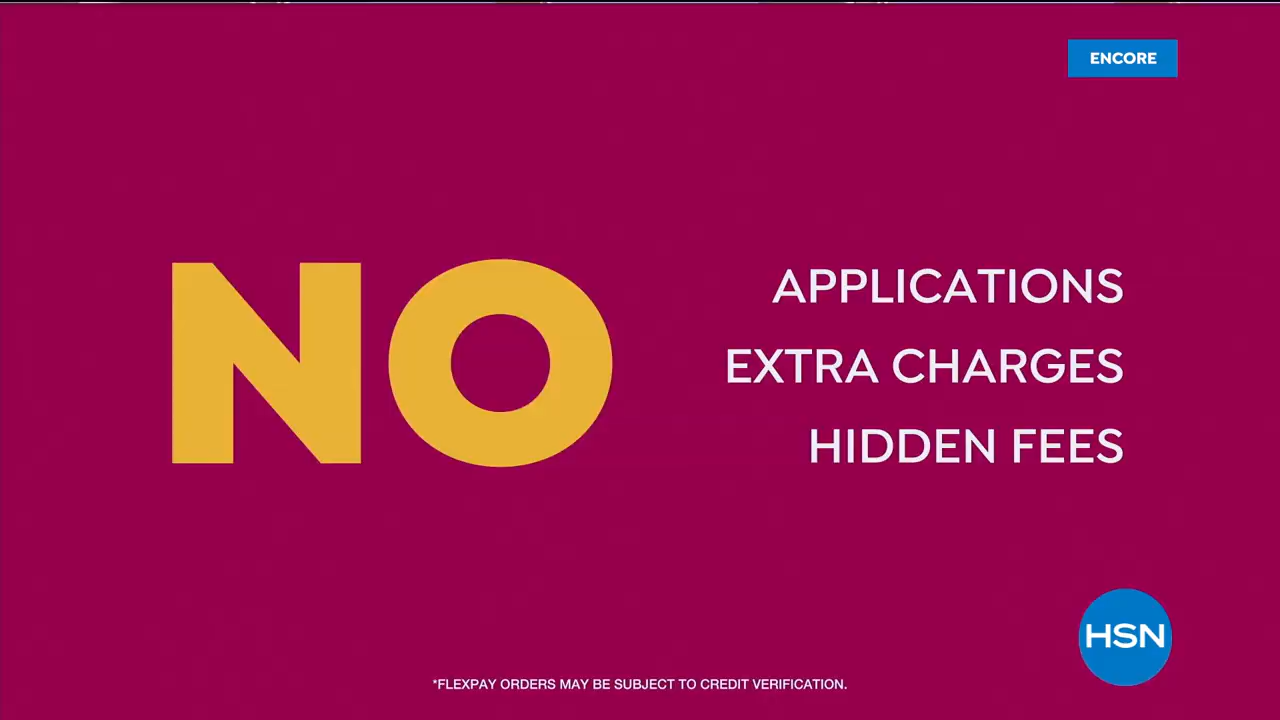 ENCORE
NO
APPLICATIONS
EXTRA CHARGES
HIDDEN FEES
HSN
*FLEXPAY ORDERS MAY BE SUBJECT TO CREDIT VERIFICATION.